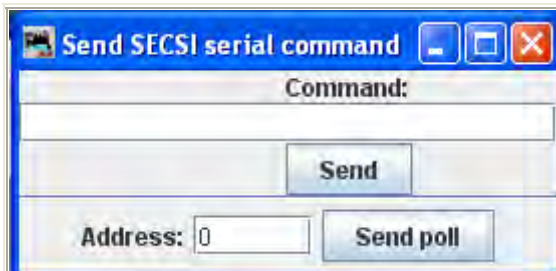 Send SECSI serial command
Command:
Send
Address: 0 Send poll